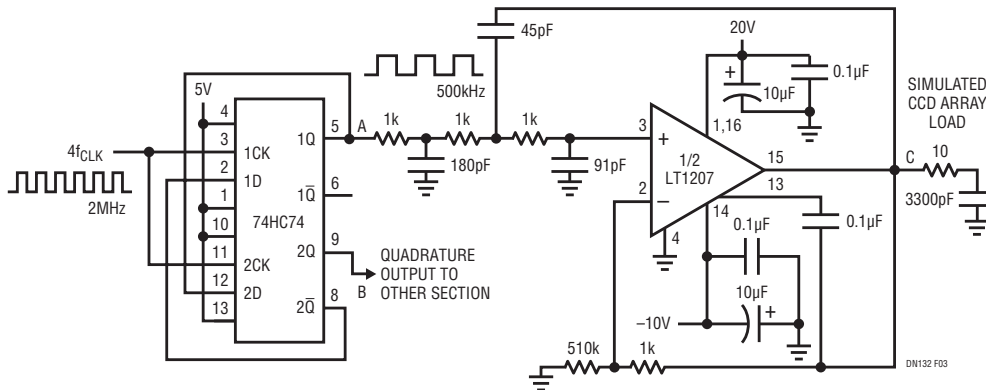 45pF
20V
+
10µF
0.1µF
SIMULATED
CCD ARRAY
LOAD
500kHz
5V
4
3
2
1
10
11
12
13
1CK
1D
2CK
2D
74HC74
1Q
1Q̅
2Q
2Q̅
5
6
9
8
A
1k
1k
1k
180pF
91pF
4fCLK
2MHz
QUADRATURE
OUTPUT TO
OTHER SECTION
B
3
+
2
–
1/2
LT1207
1,16
15
13
14
4
C
10
3300pF
0.1µF
0.1µF
10µF
+
–10V
510k
1k
DN132 F03